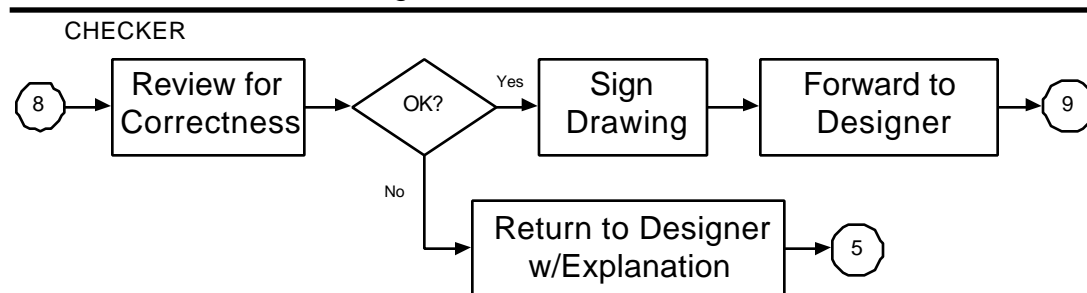 CHECKER
8
Review for
Correctness
OK?
Yes
Sign
Drawing
Forward to
Designer
9
No
Return to Designer
w/Explanation
5